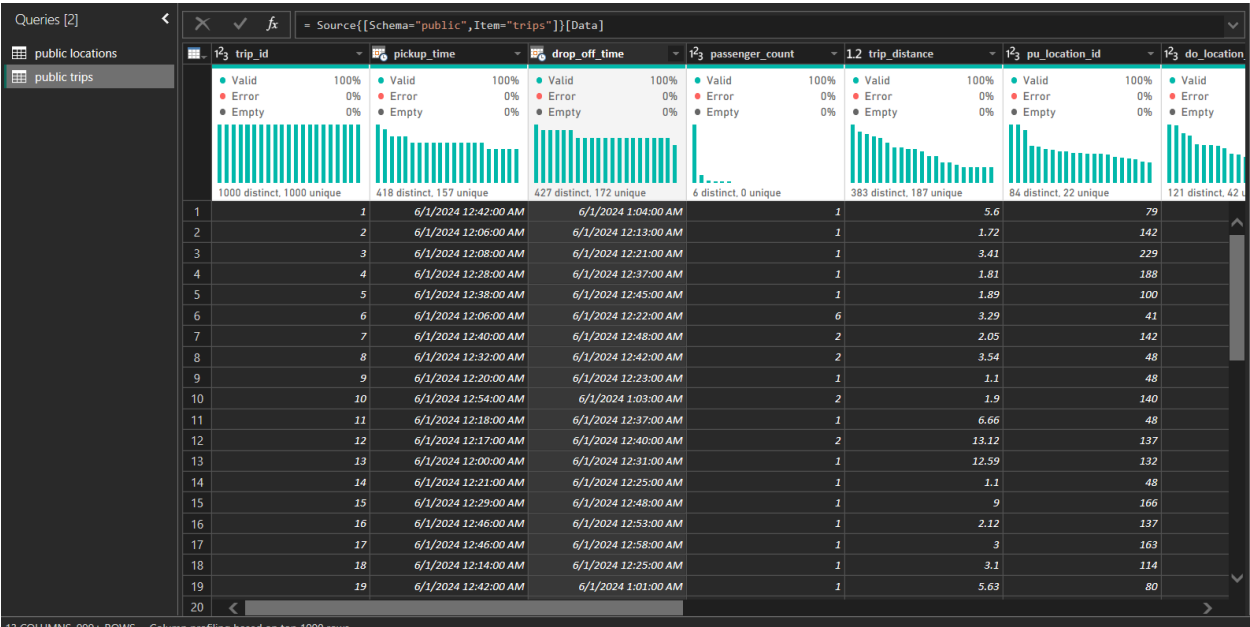 Queries [2]
fx = Source{[Schema="public",Item="trips"]}[Data]
public locations
public trips
1²3 trip_id pickup_time drop_off_time 1²3 passenger_count 1.2 trip_distance 1²3 pu_location_id 1²3 do_location_
Valid 100% Valid 100% Valid 100% Valid 100% Valid 100% Valid 100% Valid
Error 0% Error 0% Error 0% Error 0% Error 0% Error 0% Error
Empty 0% Empty 0% Empty 0% Empty 0% Empty 0% Empty 0% Empty
1000 distinct, 1000 unique 418 distinct, 157 unique 427 distinct, 172 unique 6 distinct, 0 unique 383 distinct, 187 unique 84 distinct, 22 unique 121 distinct, 42 u
1 1 6/1/2024 12:42:00 AM 6/1/2024 1:04:00 AM 1 5.6 79
2 2 6/1/2024 12:06:00 AM 6/1/2024 12:13:00 AM 1 1.72 142
3 3 6/1/2024 12:08:00 AM 6/1/2024 12:21:00 AM 1 3.41 229
4 4 6/1/2024 12:28:00 AM 6/1/2024 12:37:00 AM 1 1.81 188
5 5 6/1/2024 12:38:00 AM 6/1/2024 12:45:00 AM 1 1.89 100
6 6 6/1/2024 12:06:00 AM 6/1/2024 12:22:00 AM 6 3.29 41
7 7 6/1/2024 12:40:00 AM 6/1/2024 12:48:00 AM 2 2.05 142
8 8 6/1/2024 12:32:00 AM 6/1/2024 12:42:00 AM 2 3.54 48
9 9 6/1/2024 12:20:00 AM 6/1/2024 12:23:00 AM 1 1.1 48
10 10 6/1/2024 12:54:00 AM 6/1/2024 1:03:00 AM 2 1.9 140
11 11 6/1/2024 12:18:00 AM 6/1/2024 12:37:00 AM 1 6.66 48
12 12 6/1/2024 12:17:00 AM 6/1/2024 12:40:00 AM 2 13.12 137
13 13 6/1/2024 12:00:00 AM 6/1/2024 12:31:00 AM 1 12.59 132
14 14 6/1/2024 12:21:00 AM 6/1/2024 12:25:00 AM 1 1.1 48
15 15 6/1/2024 12:29:00 AM 6/1/2024 12:48:00 AM 1 9 166
16 16 6/1/2024 12:46:00 AM 6/1/2024 12:53:00 AM 1 2.12 137
17 17 6/1/2024 12:46:00 AM 6/1/2024 12:58:00 AM 1 3 163
18 18 6/1/2024 12:14:00 AM 6/1/2024 12:25:00 AM 1 3.1 114
19 19 6/1/2024 12:42:00 AM 6/1/2024 1:01:00 AM 1 5.63 80
20